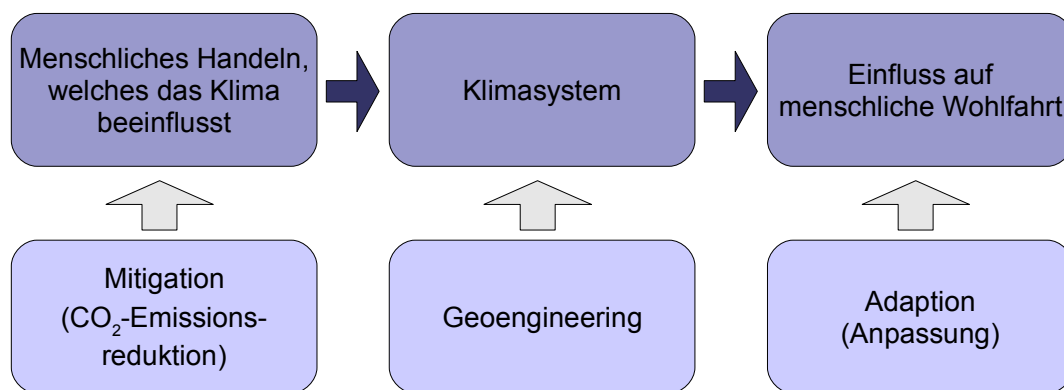 Menschliches Handeln,
welches das Klima
beeinflusst
Klimasystem
Einfluss auf
menschliche Wohlfahrt
Mitigation
(CO₂-Emissions-
reduktion)
Geoengineering
Adaption
(Anpassung)